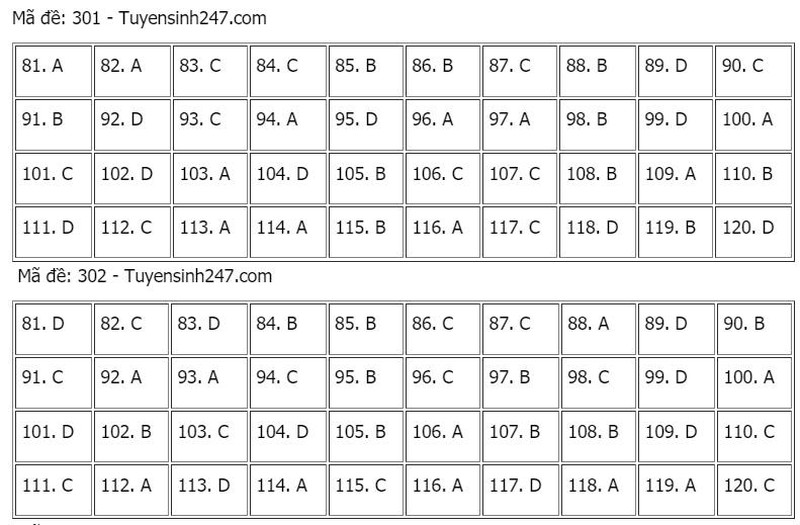 Mã đề: 301 - Tuyensinh247.com
81. A 82. A 83. C 84. C 85. B 86. B 87. C 88. B 89. D 90. C
91. B 92. D 93. C 94. A 95. D 96. A 97. A 98. B 99. D 100. A
101. C 102. D 103. A 104. D 105. B 106. C 107. C 108. B 109. A 110. B
111. D 112. C 113. A 114. A 115. B 116. A 117. C 118. D 119. B 120. D
Mã đề: 302 - Tuyensinh247.com
81. D 82. C 83. D 84. B 85. B 86. C 87. C 88. A 89. D 90. B
91. C 92. A 93. A 94. C 95. B 96. C 97. B 98. C 99. D 100. A
101. D 102. B 103. C 104. D 105. B 106. A 107. B 108. B 109. D 110. C
111. C 112. A 113. D 114. A 115. C 116. A 117. D 118. A 119. A 120. C